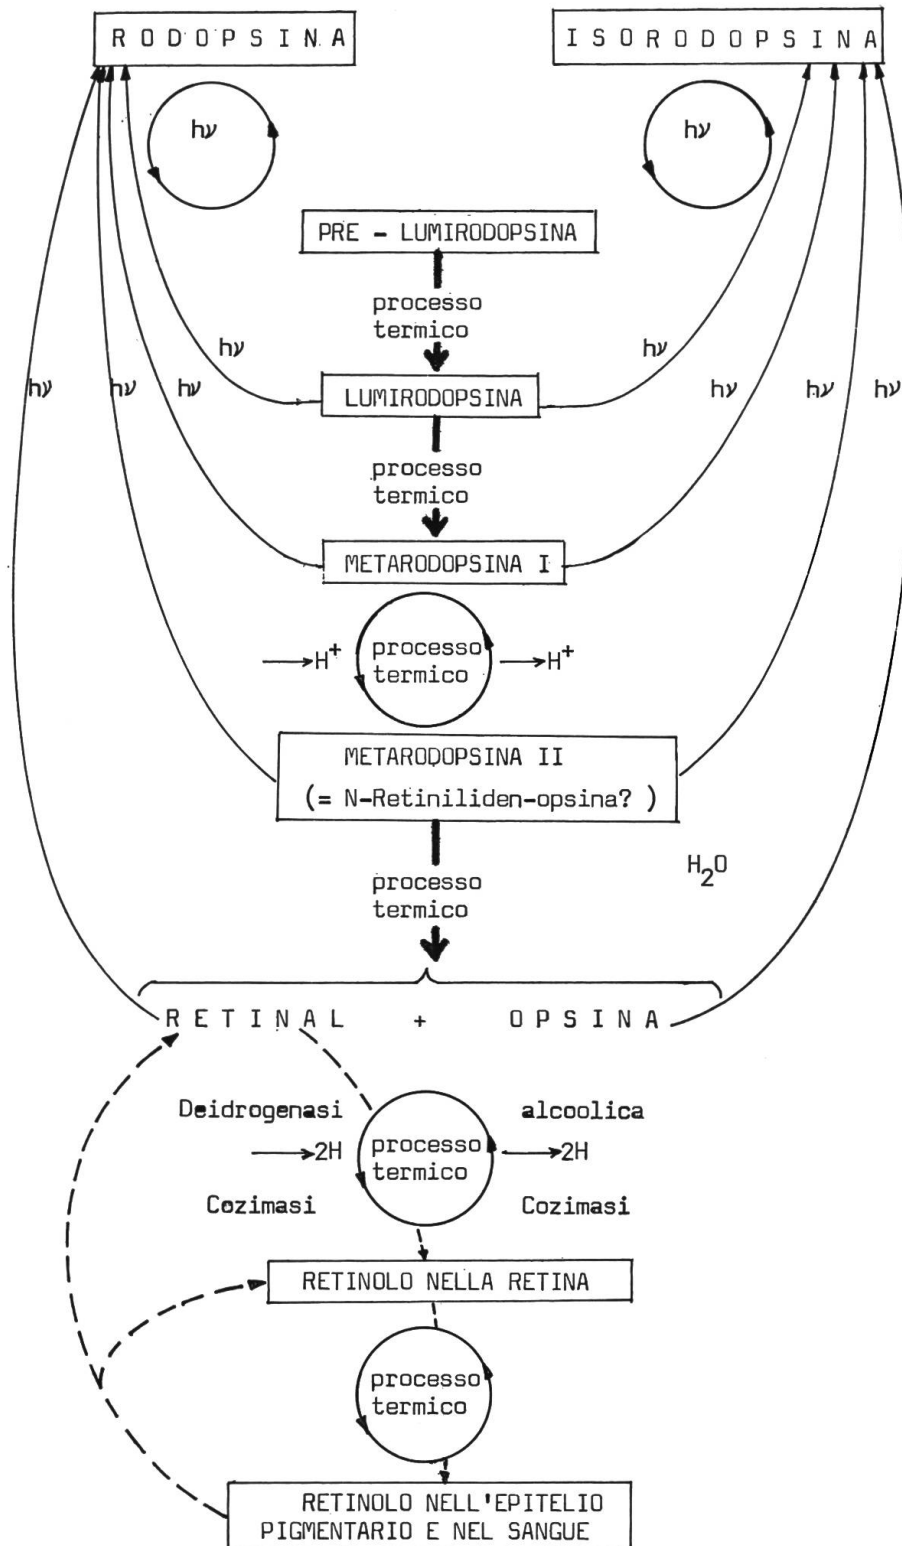 RODOPSINA
ISORODOPSINA
hν
hν
PRE - LUMIRODOPSINA
processo
termico
hν
hν
LUMIRODOPSINA
hν
hν
hν
hν
hν
hν
processo
termico
METARODOPSINA I
→H⁺
processo
termico
→H⁺
METARODOPSINA II
(= N-Retiniliden-opsina? )
processo
termico
H₂O
RETINAL + OPSINA
Deidrogenasi
alcoolica
→2H
processo
termico
→2H
Cozimasi
Cozimasi
RETINOLO NELLA RETINA
processo
termico
RETINOLO NELL'EPITELIO
PIGMENTARIO E NEL SANGUE